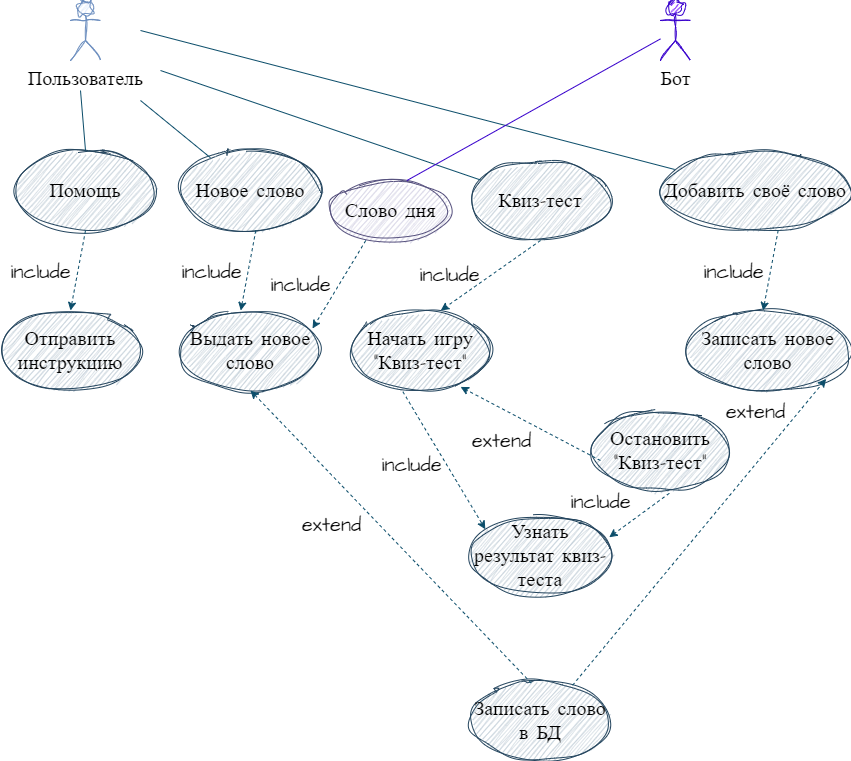 Пользователь
Бот
Помощь
Новое слово
Слово дня
Квиз-тест
Добавить своё слово
include
include
include
include
include
Отправить
инструкцию
Выдать новое
слово
Начать игру
"Квиз-тест"
Записать новое
слово
extend
extend
Остановить
"Квиз-тест"
include
include
extend
Узнать
результат квиз-
теста
Записать слово
в БД